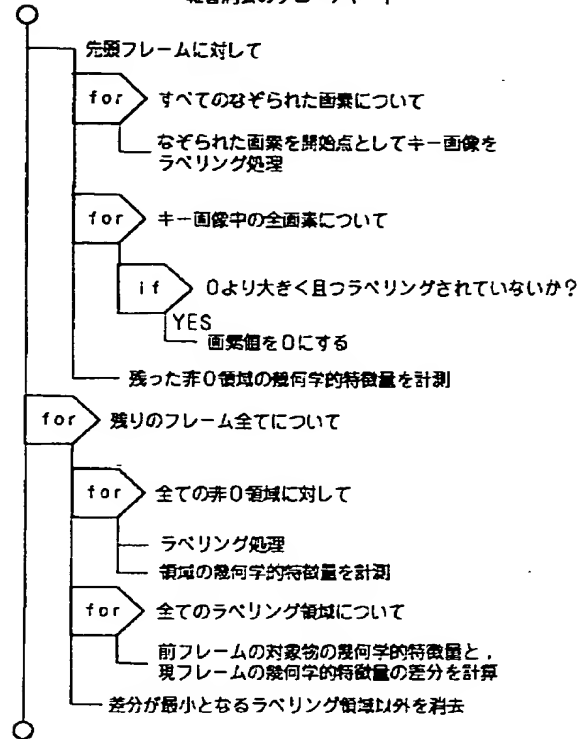 先頭フレームに対して
for すべてのなぞられた画素について
なぞられた画素を開始点としてキー画像を
ラベリング処理
for キー画像中の全画素について
if 0より大きく且つラベリングされていないか?
YES
画素値を0にする
残った非0領域の幾何学的特徴量を計測
for 残りのフレーム全てについて
for 全ての非0領域に対して
ラベリング処理
領域の幾何学的特徴量を計測
for 全てのラベリング領域について
前フレームの対象物の幾何学的特徴量と,
現フレームの幾何学的特徴量の差分を計算
差分が最小となるラベリング領域以外を消去